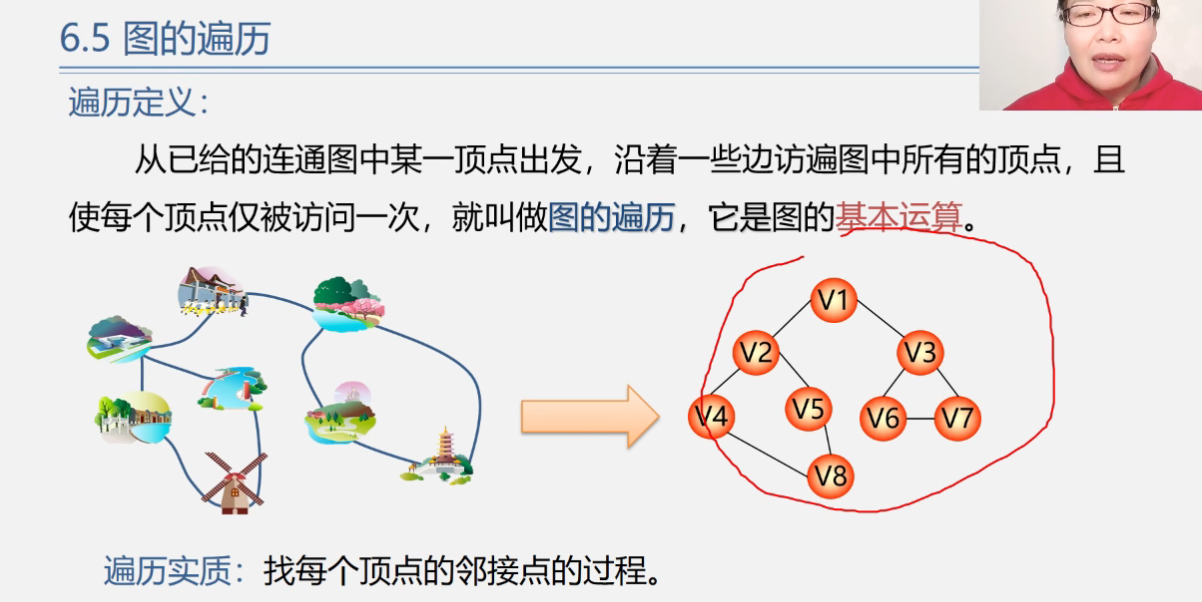 6.5 图的遍历
遍历定义：
从已给的连通图中某一顶点出发，沿着一些边访遍图中所有的顶点，且
使每个顶点仅被访问一次，就叫做图的遍历，它是图的基本运算。
V1
V2
V3
V4
V5
V6
V7
V8
遍历实质：找每个顶点的邻接点的过程。